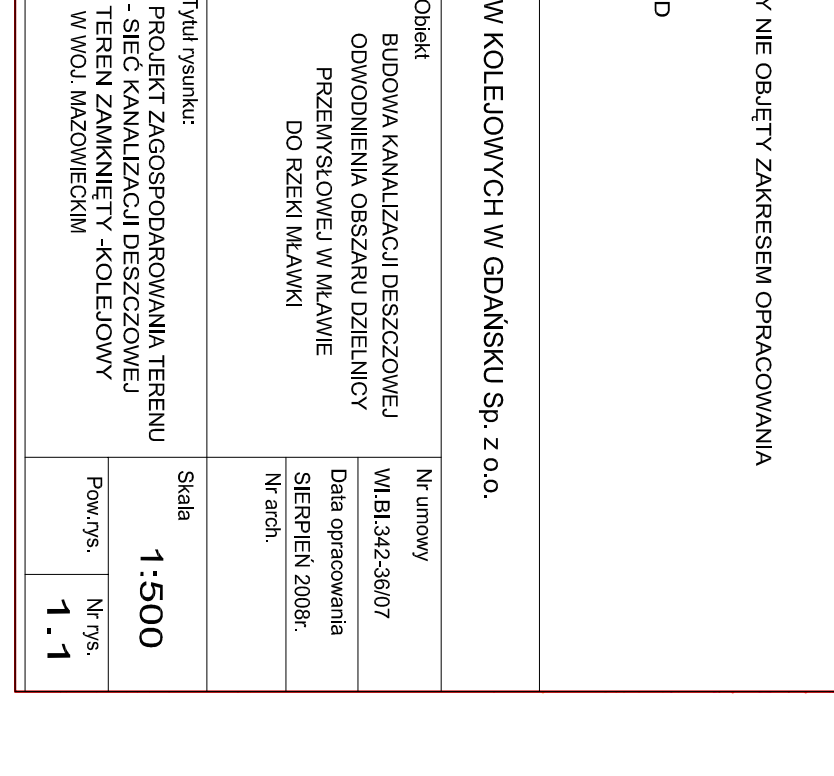 Y NIE OBJĘTY ZAKRESEM OPRACOWANIA
D
W KOLEJOWYCH W GDAŃSKU Sp. z o.o.
Obiekt
BUDOWA KANALIZACJI DESZCZOWEJ
ODWODNIENIA OBSZARU DZIELNICY
PRZEMYSŁOWEJ W MŁAWIE
DO RZEKI MŁAWKI
Nr umowy
WI.BI.342-36/07
Data opracowania
SIERPIEŃ 2008r.
Nr arch.
Tytuł rysunku:
PROJEKT ZAGOSPODAROWANIA TERENU
- SIEĆ KANALIZACJI DESZCZOWEJ
TEREN ZAMKNIĘTY -KOLEJOWY
W WOJ. MAZOWIECKIM
Skala
1:500
Pow.rys.
Nr rys.
1.1